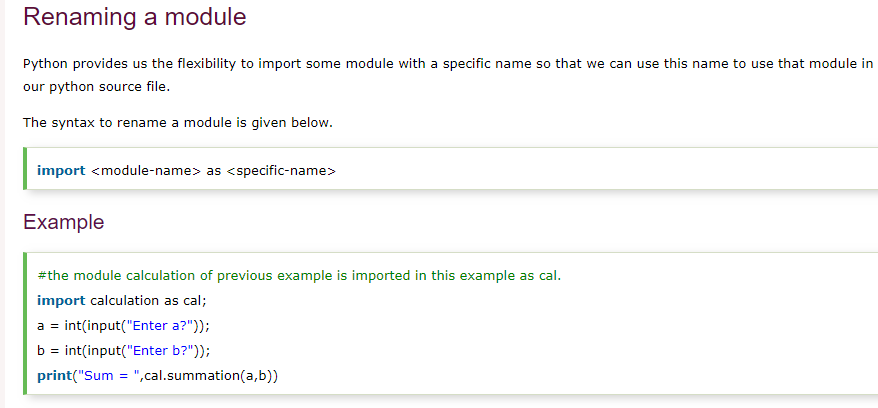 Renaming a module
Python provides us the flexibility to import some module with a specific name so that we can use this name to use that module in
our python source file.
The syntax to rename a module is given below.
import <module-name> as <specific-name>
Example
#the module calculation of previous example is imported in this example as cal.
import calculation as cal;
a = int(input("Enter a?"));
b = int(input("Enter b?"));
print("Sum = ",cal.summation(a,b))